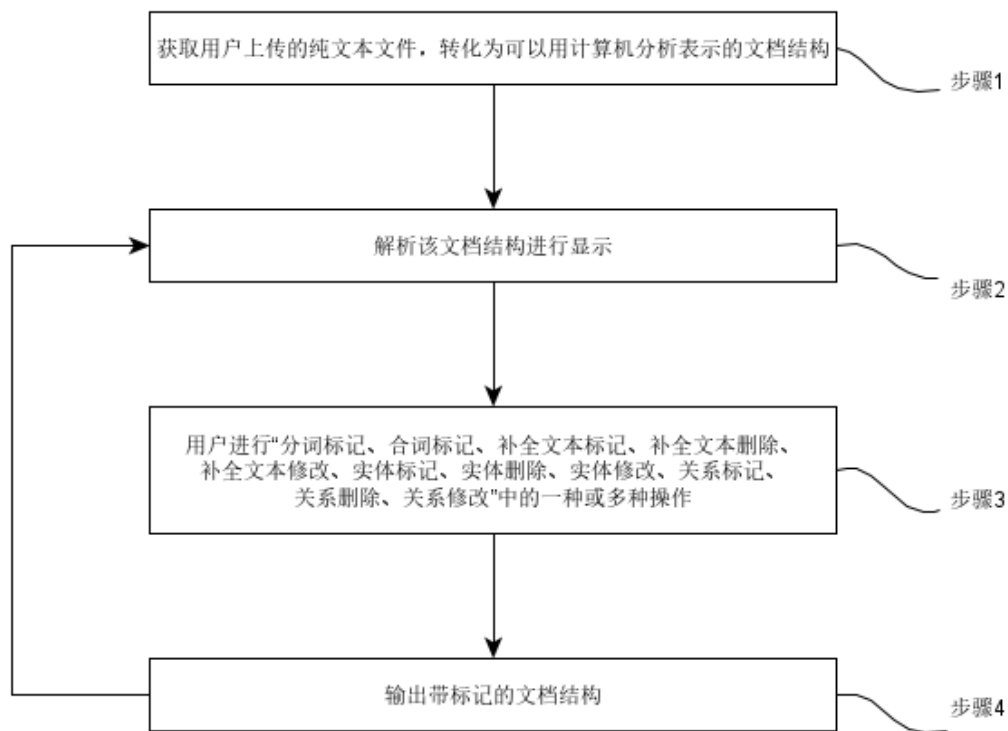 获取用户上传的纯文本文件，转化为可以用计算机分析表示的文档结构
步骤1
解析该文档结构进行显示
步骤2
用户进行"分词标记、合词标记、补全文本标记、补全文本删除、
补全文本修改、实体标记、实体删除、实体修改、关系标记、
关系删除、关系修改"中的一种或多种操作
步骤3
输出带标记的文档结构
步骤4